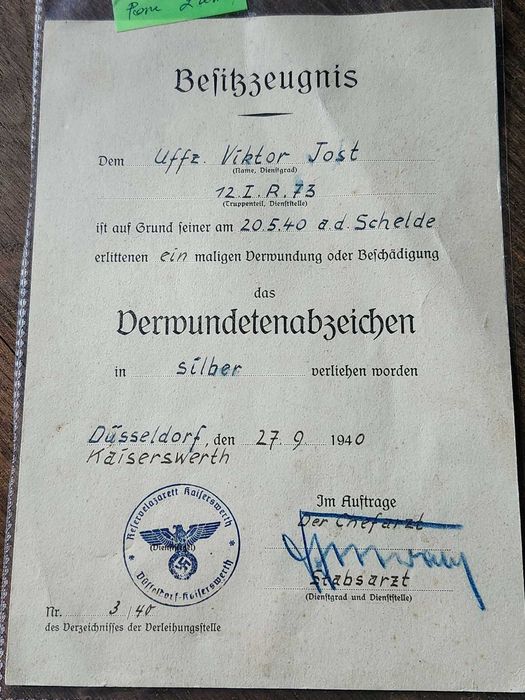 Besitzzeugnis
Dem Uffz. Viktor Jost
(Name, Dienstgrad)
12. I. R. 73
(Truppenteil, Dienststelle)
ist auf Grund seiner am 20.5.40 a.d. Schelde
erlittenen ein maligen Verwundung oder Beschädigung
das
Verwundetenabzeichen
in silber verliehen worden
Düsseldorf, den 27. 9 1940
Kaiserswerth
Im Auftrage
Der Chefarzt
Stabsarzt
(Dienstgrad und Dienststelle)
Reservelazarett Kaiserswerth
(Dienstsiegel)
* Düsseldorf-Kaiserswerth *
Nr. 3/40
des Verzeichnisses der Verleihungsstelle